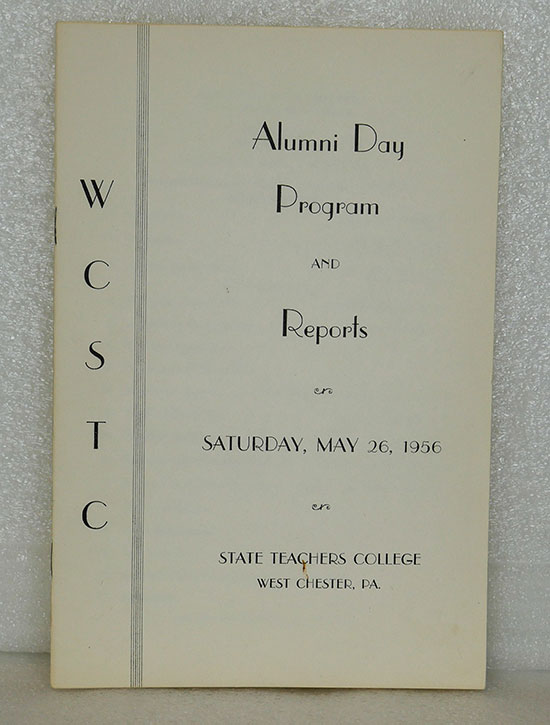 W
C
S
T
C
Alumni Day
Program
AND
Reports
SATURDAY, MAY 26, 1956
STATE TEACHERS COLLEGE
WEST CHESTER, PA.